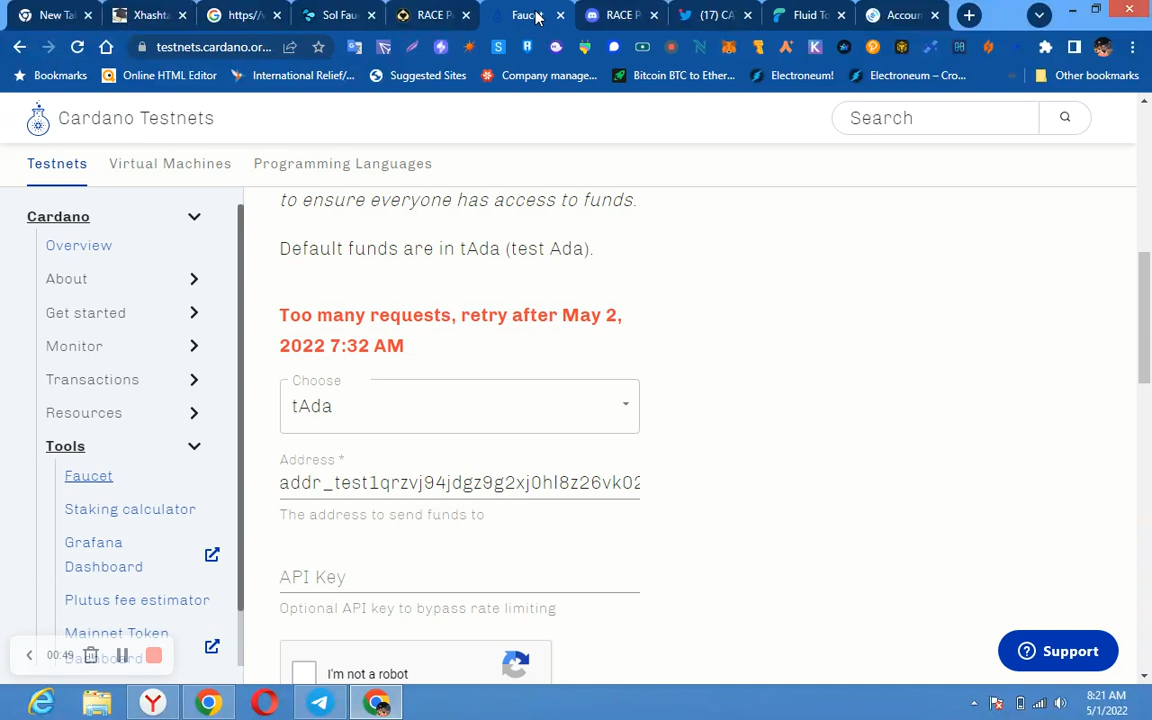 New Tal
Xhashta
https://v
Sol Fau
RACE P
Fauc
RACE P
(17) CA
Fluid To
Accoun
testnets.cardano.or...
Bookmarks
Online HTML Editor
International Relief/...
Suggested Sites
Company manage...
Bitcoin BTC to Ether...
Electroneum!
Electroneum – Cro...
Other bookmarks
Cardano Testnets
Search
Testnets
Virtual Machines
Programming Languages
Cardano
Overview
About
Get started
Monitor
Transactions
Resources
Tools
Faucet
Staking calculator
Grafana
Dashboard
Plutus fee estimator
Mainnet Token
Dashboard
00:49
to ensure everyone has access to funds.
Default funds are in tAda (test Ada).
Too many requests, retry after May 2,
2022 7:32 AM
Choose
tAda
Address *
addr_test1qrzvj94jdgz9g2xj0hl8z26vk02
The address to send funds to
API Key
Optional API key to bypass rate limiting
I'm not a robot
Support
8:21 AM
5/1/2022